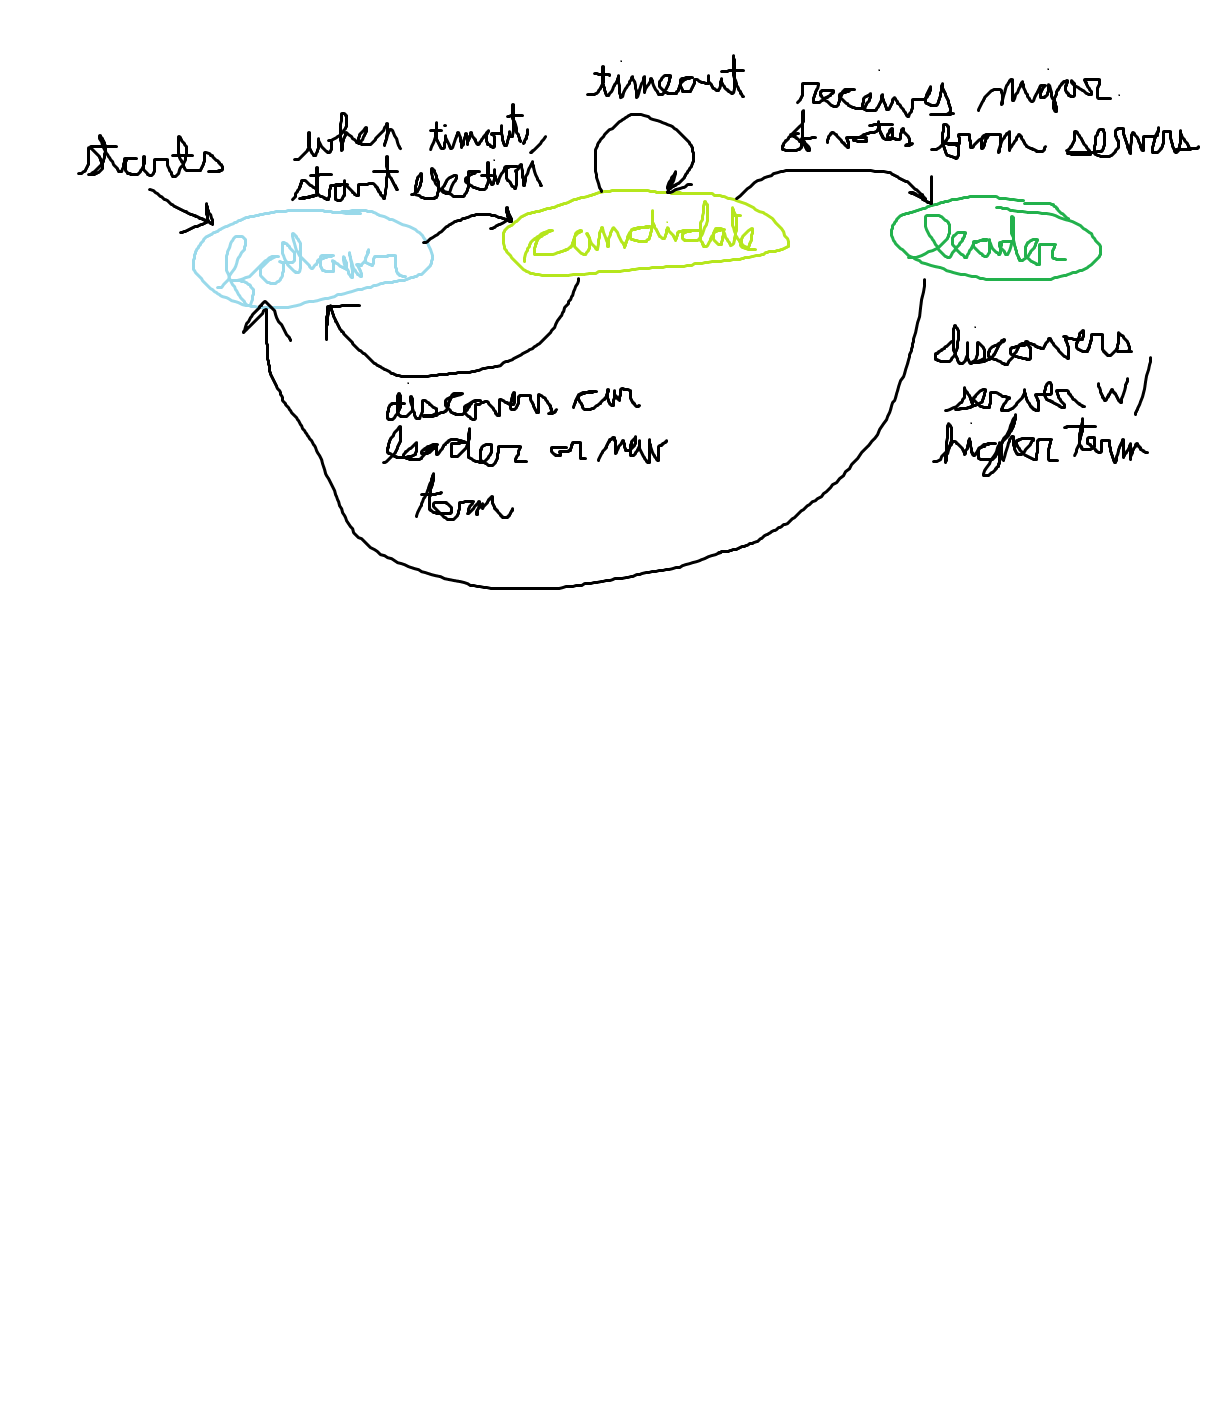 timeout
receives major
of votes from servers
starts
when timout,
start election
follower
candidate
leader
discovers cur
leader or new
term
discovers
server w/
higher term